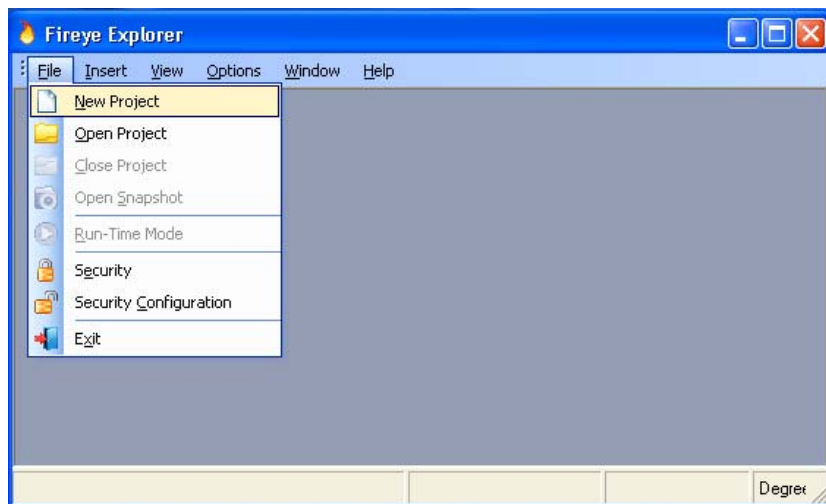 Fireye Explorer
File Insert View Options Window Help
New Project
Open Project
Close Project
Open Snapshot
Run-Time Mode
Security
Security Configuration
Exit
Degree